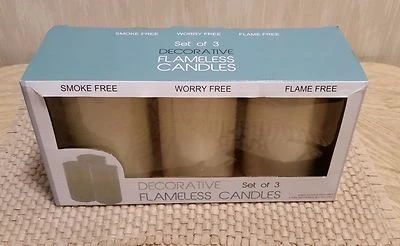 SMOKE FREE WORRY FREE FLAME FREE
Set of 3
DECORATIVE
FLAMELESS
CANDLES
SMOKE FREE WORRY FREE FLAME FREE
DECORATIVE Set of 3
FLAMELESS CANDLES